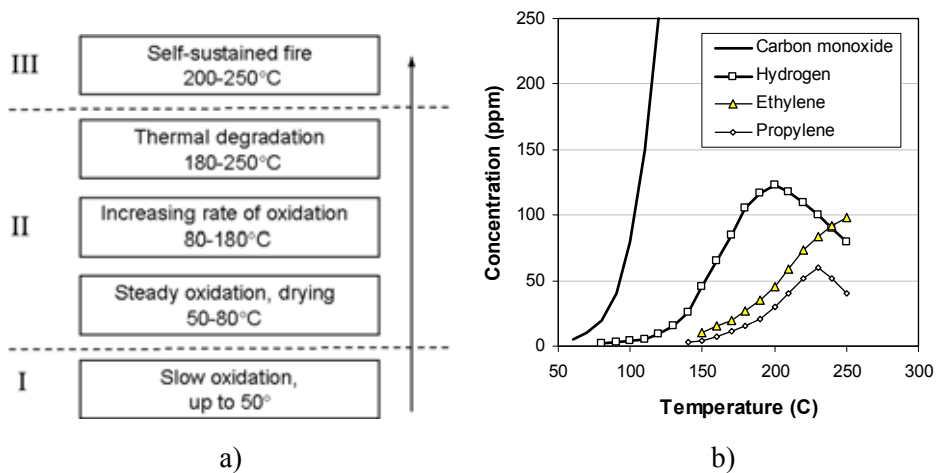 III
Self-sustained fire
200-250°C
Thermal degradation
180-250°C
II
Increasing rate of oxidation
80-180°C
Steady oxidation, drying
50-80°C
I
Slow oxidation,
up to 50°
a)
Concentration (ppm)
250
200
150
100
50
0
Carbon monoxide
Hydrogen
Ethylene
Propylene
50
100
150
200
250
300
Temperature (C)
b)